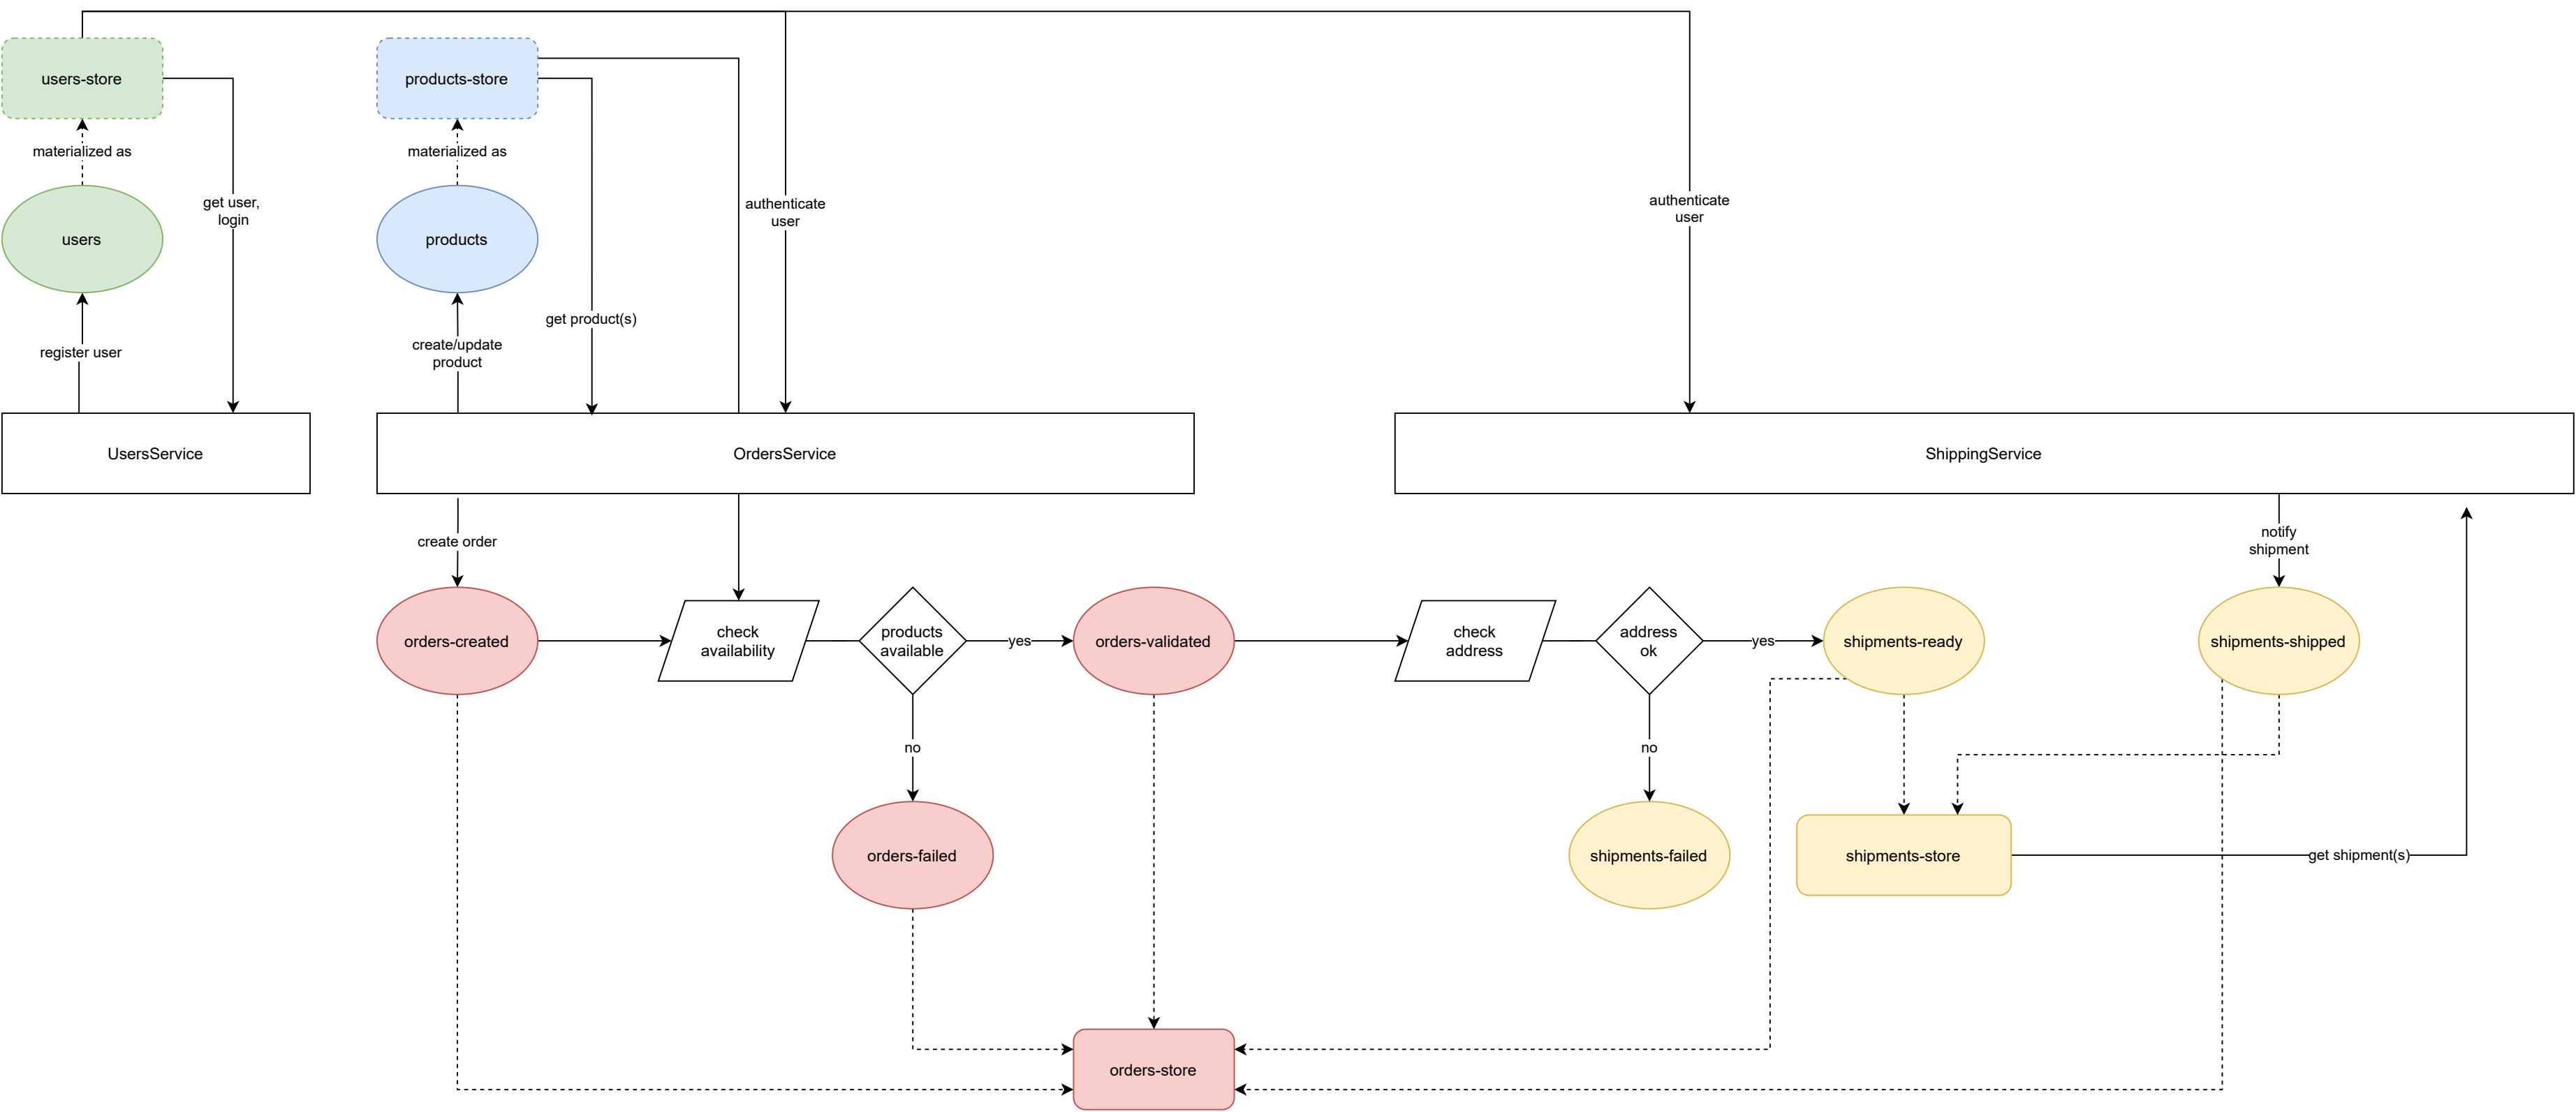 users-store
products-store
materialized as
materialized as
get user,
login
authenticate
user
authenticate
user
users
products
get product(s)
register user
create/update
product
UsersService
OrdersService
ShippingService
create order
notify
shipment
orders-created
check
availability
products
available
yes
orders-validated
check
address
address
ok
yes
shipments-ready
shipments-shipped
no
no
orders-failed
shipments-failed
shipments-store
get shipment(s)
orders-store